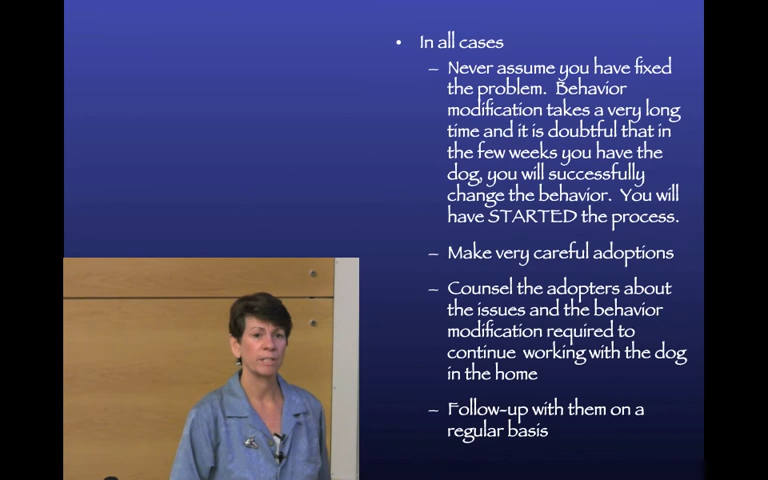 • In all cases
– Never assume you have fixed
the problem. Behavior
modification takes a very long
time and it is doubtful that in
the few weeks you have the
dog, you will successfully
change the behavior. You will
have STARTED the process.
– Make very careful adoptions
– Counsel the adopters about
the issues and the behavior
modification required to
continue working with the dog
in the home
– Follow-up with them on a
regular basis